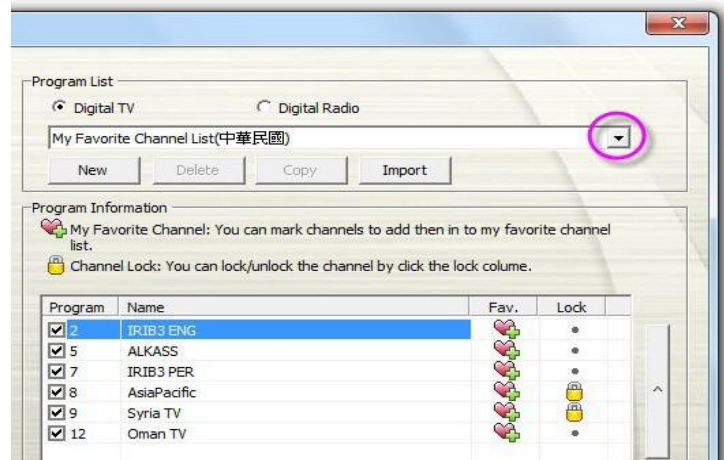 x
Program List
Digital TV Digital Radio
My Favorite Channel List(中華民國)
New Delete Copy Import
Program Information
My Favorite Channel: You can mark channels to add then in to my favorite channel
list.
Channel Lock: You can lock/unlock the channel by click the lock colume.
Program Name Fav. Lock
2 IRIB3 ENG
5 ALKASS
7 IRIB3 PER
8 AsiaPacific
9 Syria TV
12 Oman TV